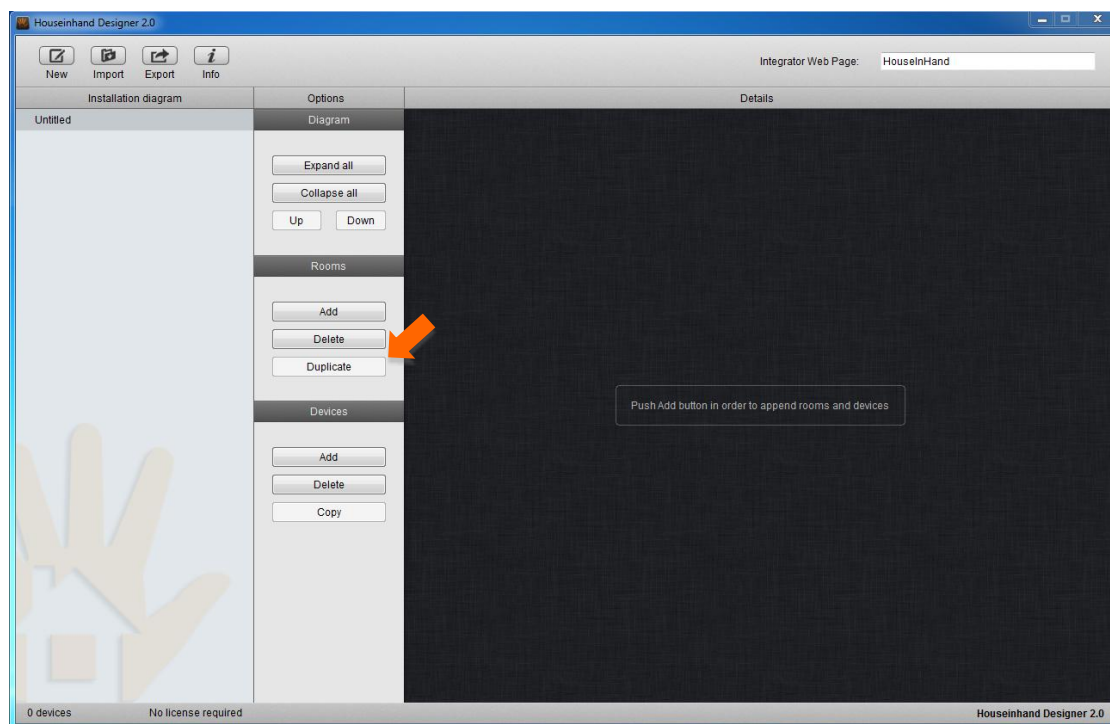 Houseinhand Designer 2.0
New Import Export Info
Integrator Web Page: HouseInHand
Installation diagram Options Details
Untitled
Diagram
Expand all
Collapse all
Up Down
Rooms
Add
Delete
Duplicate
Push Add button in order to append rooms and devices
Devices
Add
Delete
Copy
0 devices No license required Houseinhand Designer 2.0